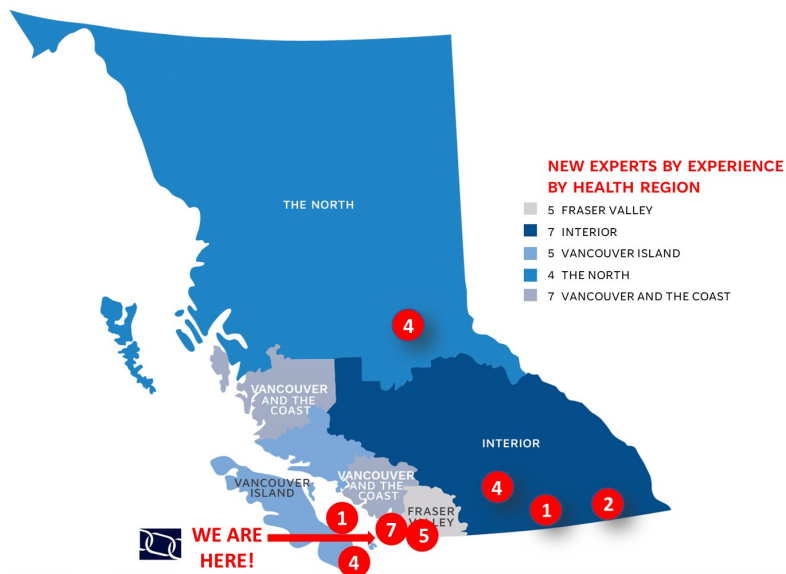 NEW EXPERTS BY EXPERIENCE
BY HEALTH REGION
5 FRASER VALLEY
7 INTERIOR
5 VANCOUVER ISLAND
4 THE NORTH
7 VANCOUVER AND THE COAST
THE NORTH
4
VANCOUVER
AND THE
COAST
INTERIOR
VANCOUVER
ISLAND
VANCOUVER
AND THE
COAST
FRASER
VALLEY
4
1
2
1
7
5
4
WE ARE
HERE!